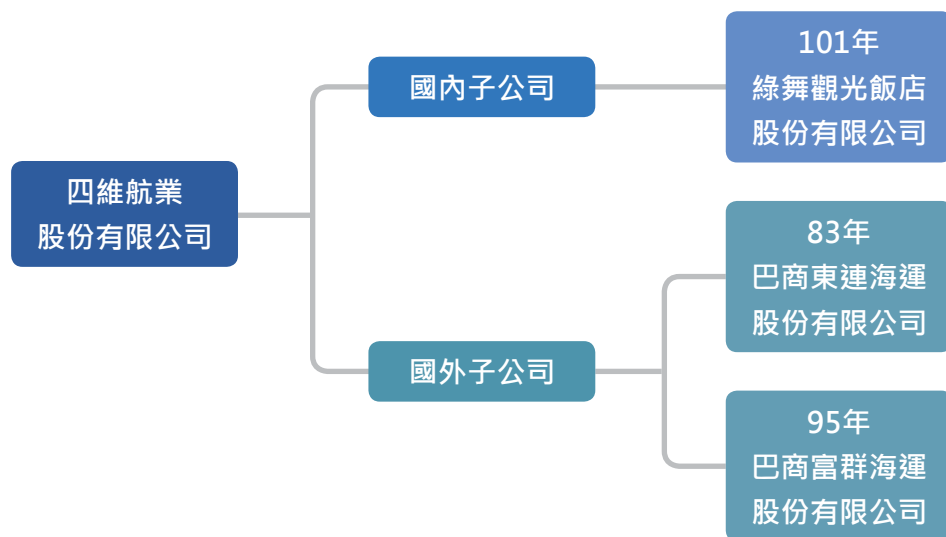 四維航業
股份有限公司
國內子公司
101年
綠舞觀光飯店
股份有限公司
國外子公司
83年
巴商東連海運
股份有限公司
95年
巴商富群海運
股份有限公司